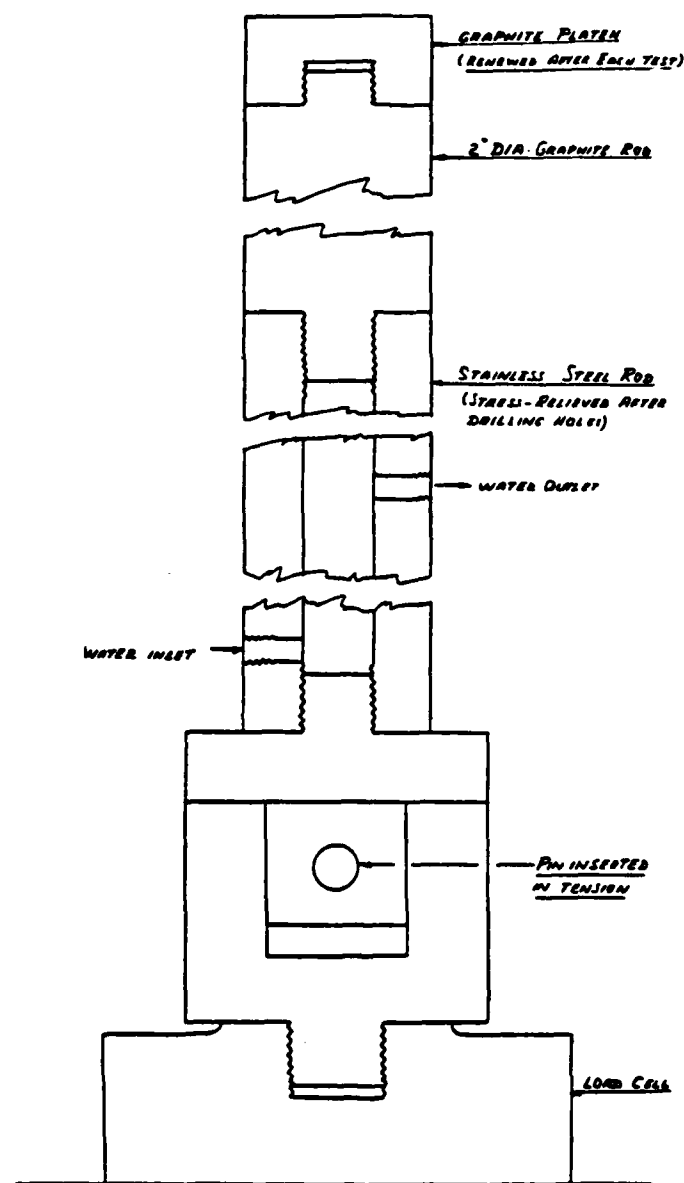 GRAPHITE PLATEN
(RENEWED AFTER EACH TEST)
2" DIA. GRAPHITE ROD
STAINLESS STEEL ROD
(STRESS-RELIEVED AFTER
DRILLING HOLES)
WATER OUTLET
WATER INLET
PIN INSERTED
IN TENSION
LOAD CELL